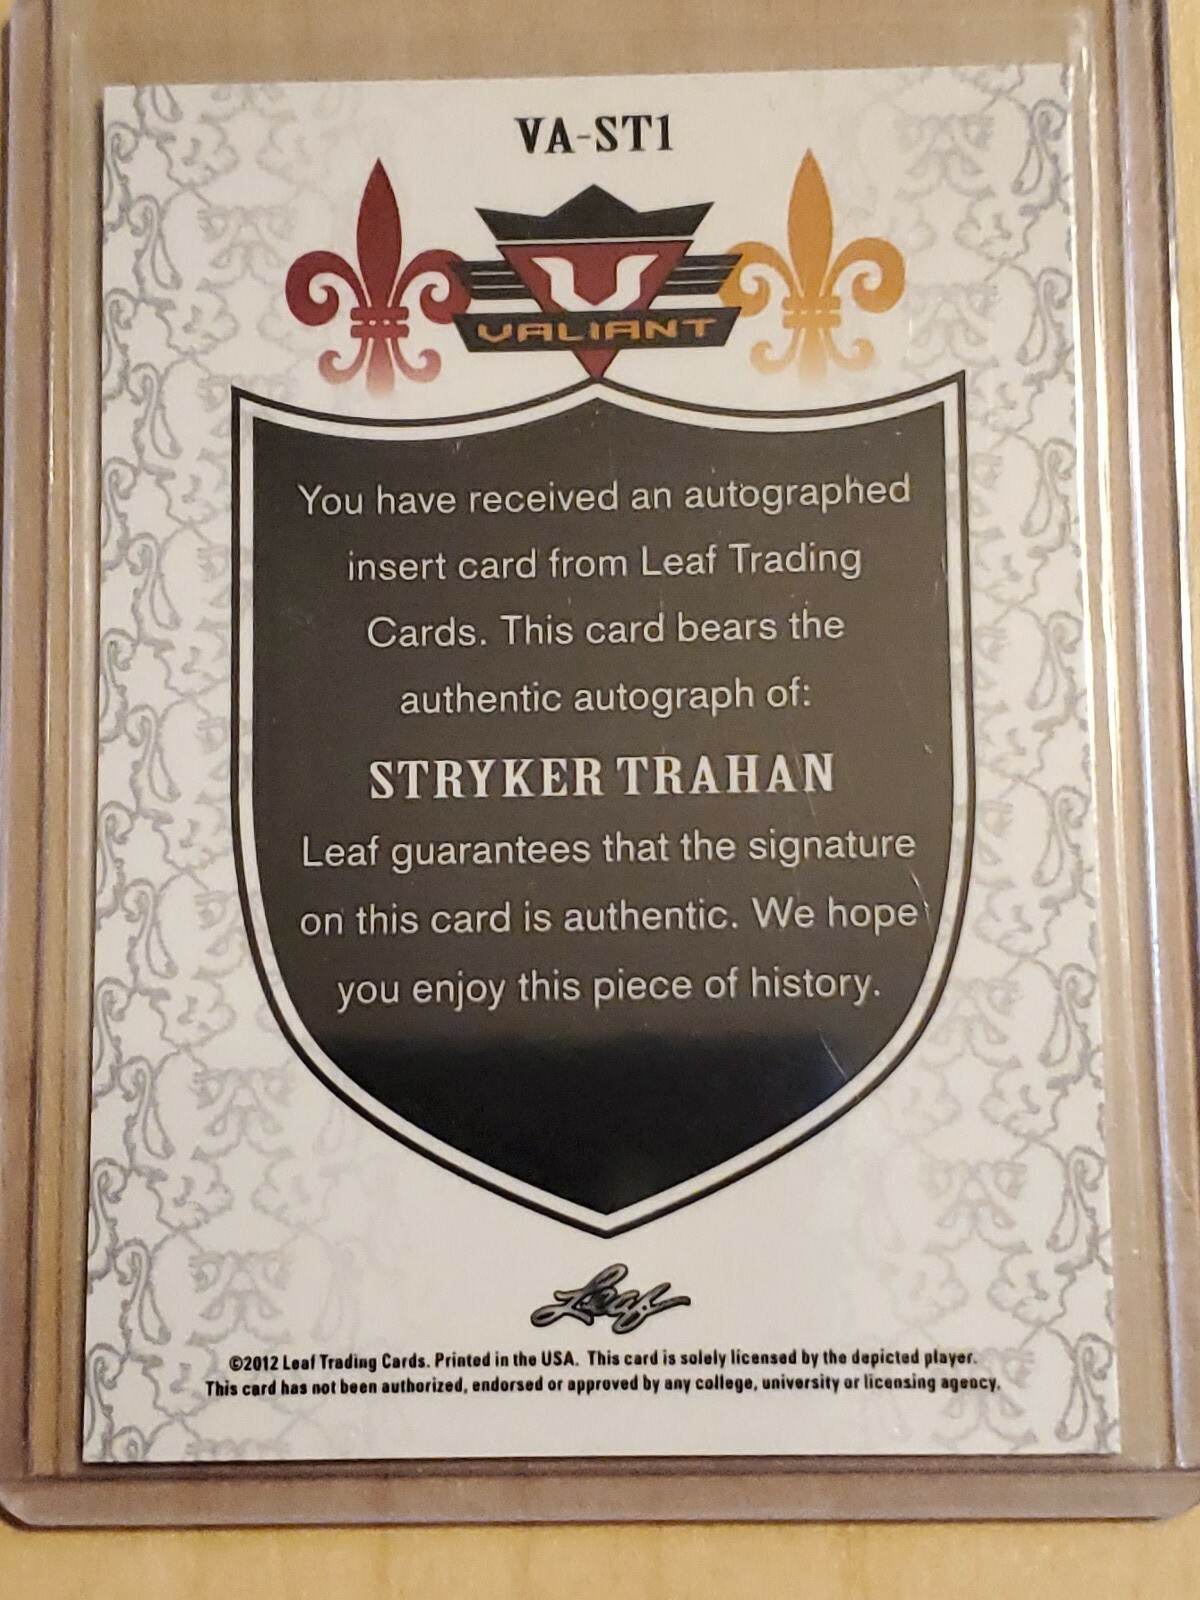 VA-ST1
VALIANT
You have received an autographed
insert card from Leaf Trading
Cards. This card bears the
authentic autograph of:
STRYKER TRAHAN
Leaf guarantees that the signature
on this card is authentic. We hope
you enjoy this piece of history.
Leaf
©2012 Leaf Trading Cards. Printed in the USA. This card is solely licensed by the depicted player.
This card has not been authorized, endorsed or approved by any college, university or licensing agency.